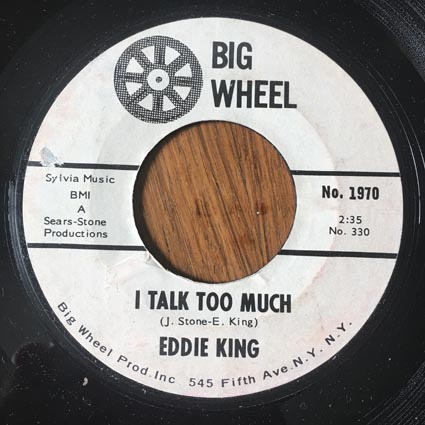 BIG
WHEEL
Sylvia Music
BMI
A
Sears-Stone
Productions
No. 1970
2:35
No. 330
I TALK TOO MUCH
(J. Stone-E. King)
EDDIE KING
Big Wheel Prod. Inc 545 Fifth Ave. N.Y. N.Y.